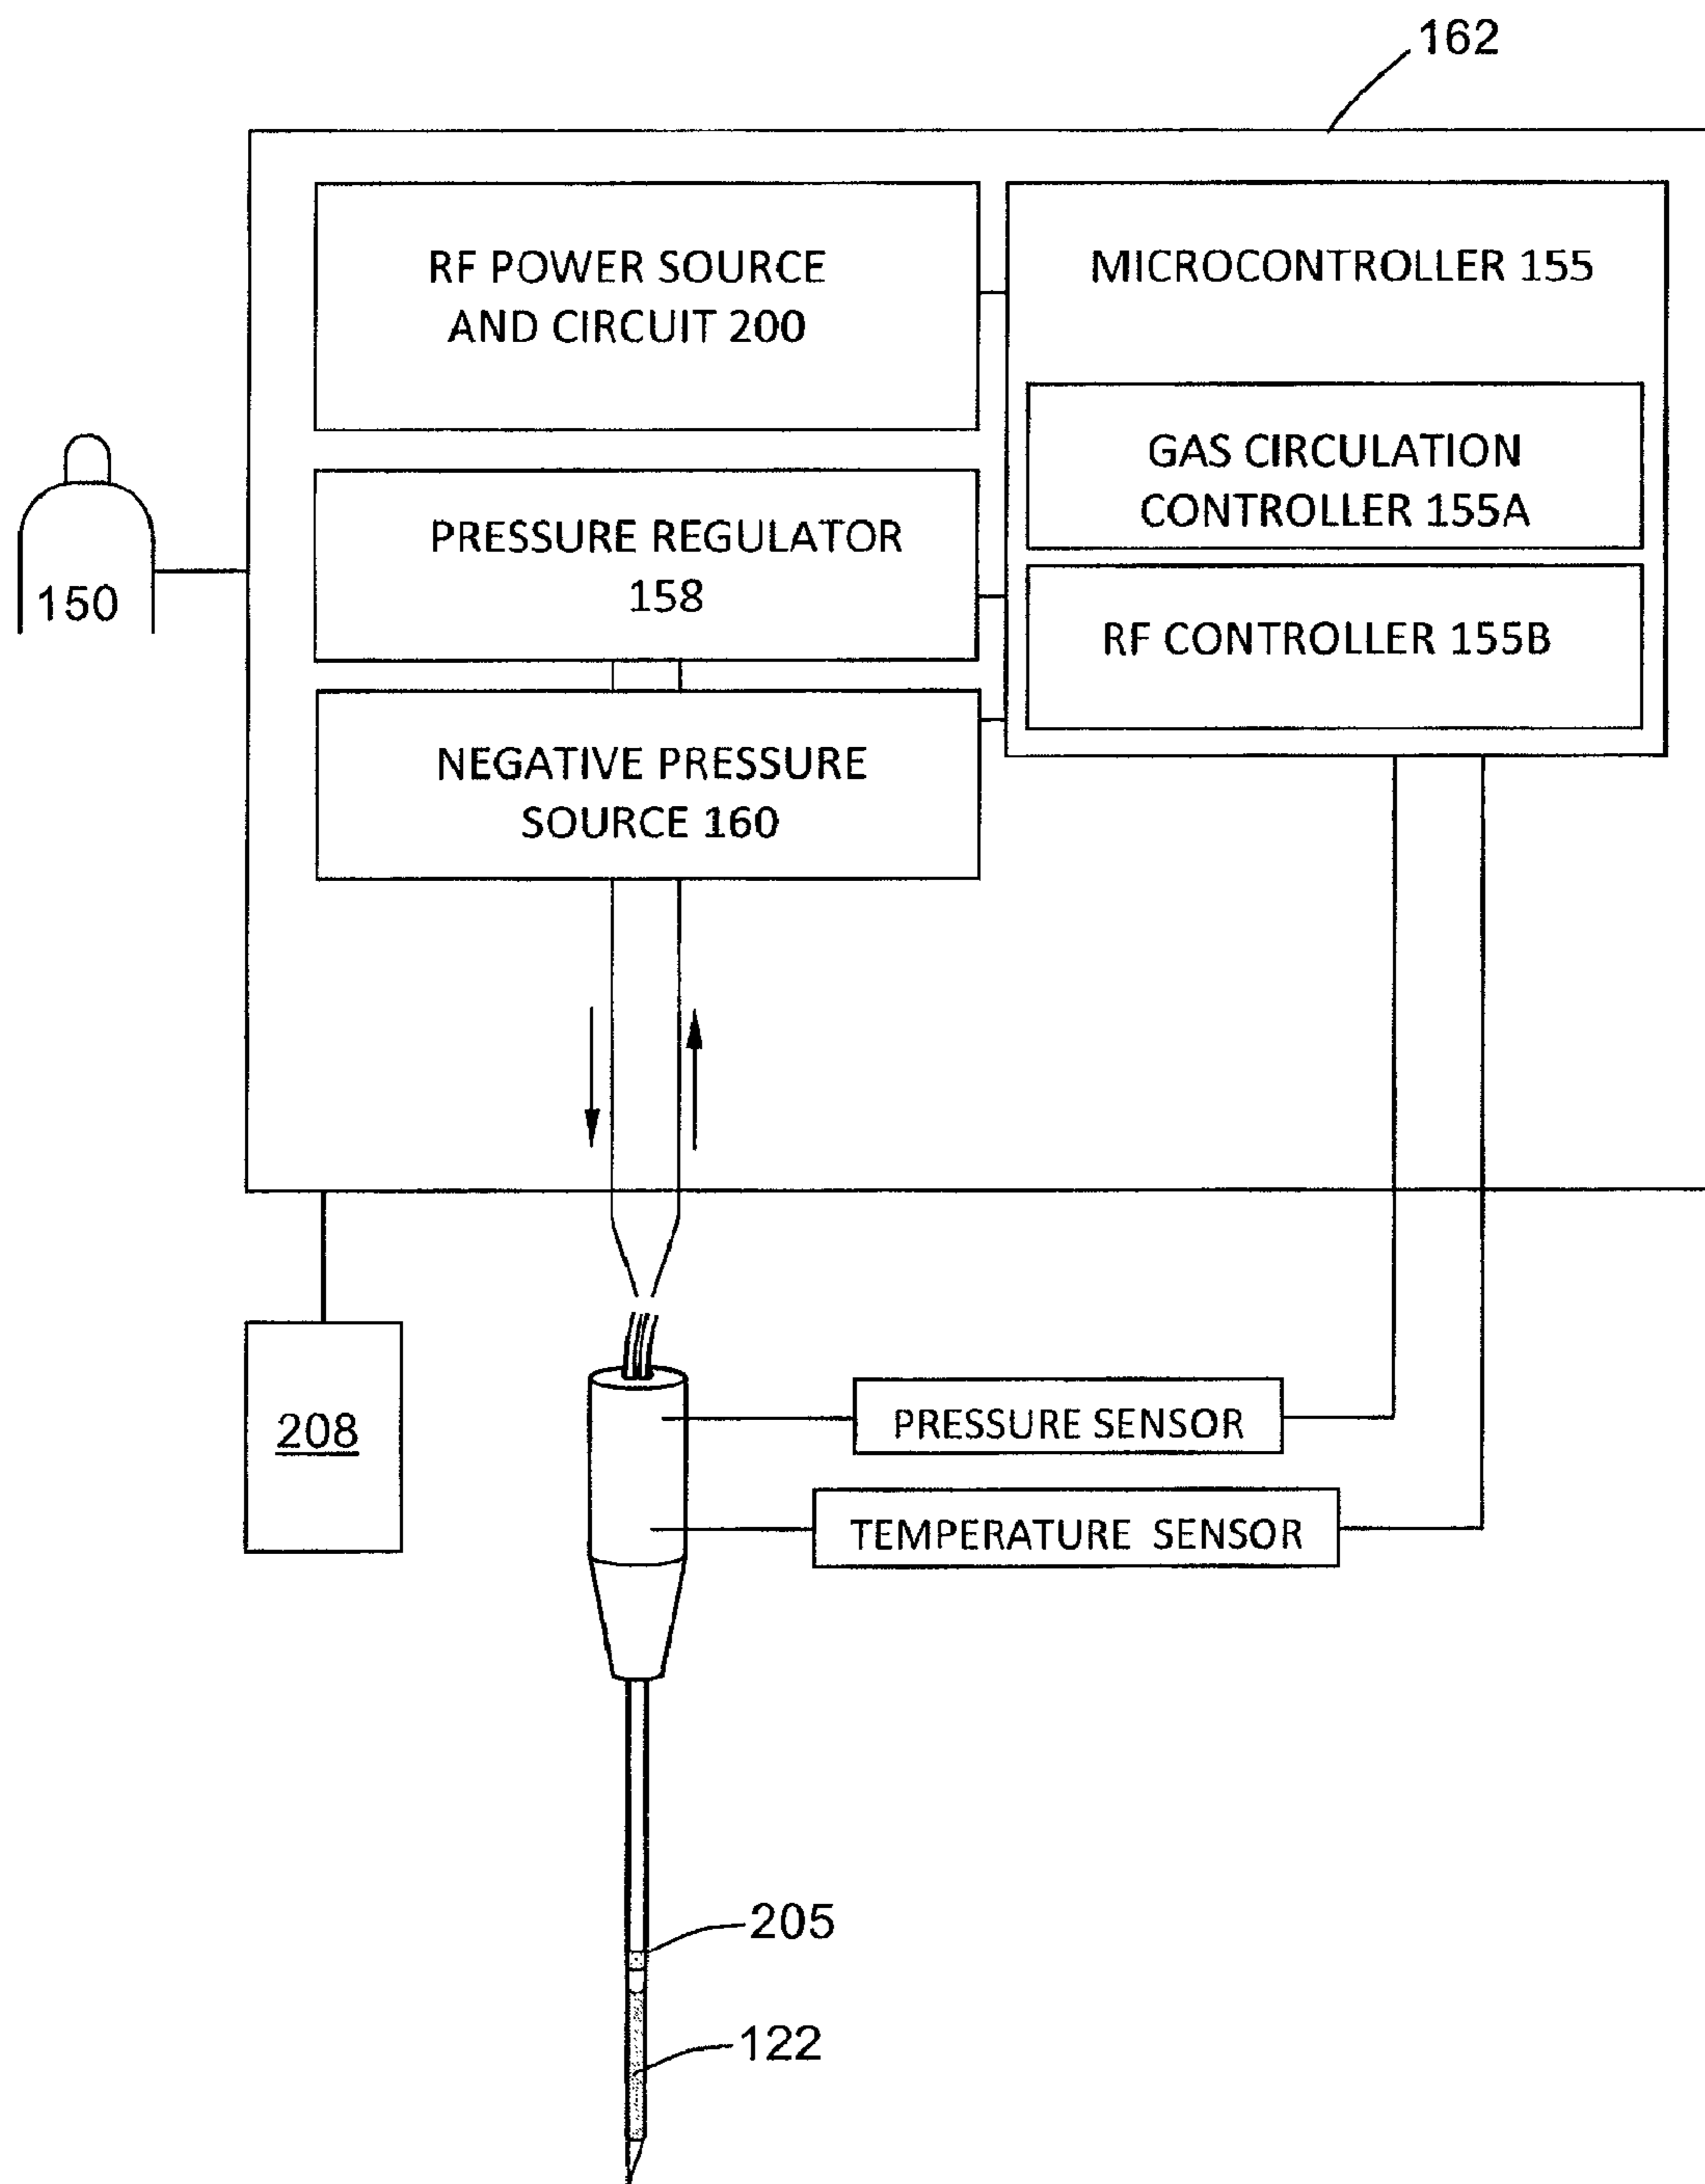 162
RF POWER SOURCE
AND CIRCUIT 200
MICROCONTROLLER 155
GAS CIRCULATION
CONTROLLER 155A
PRESSURE REGULATOR
158
150
RF CONTROLLER 155B
NEGATIVE PRESSURE
SOURCE 160
208
PRESSURE SENSOR
TEMPERATURE SENSOR
205
122